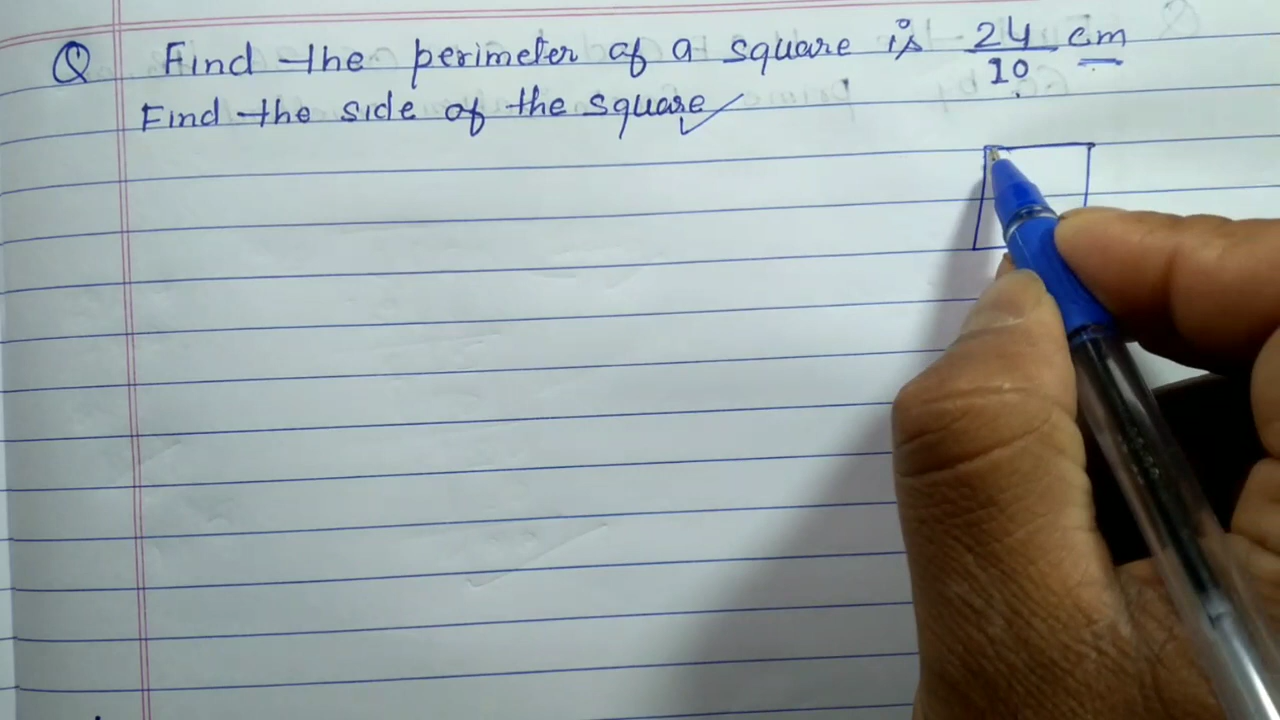 Q Find the perimeter of a square is 24/10 cm
Find the side of the square